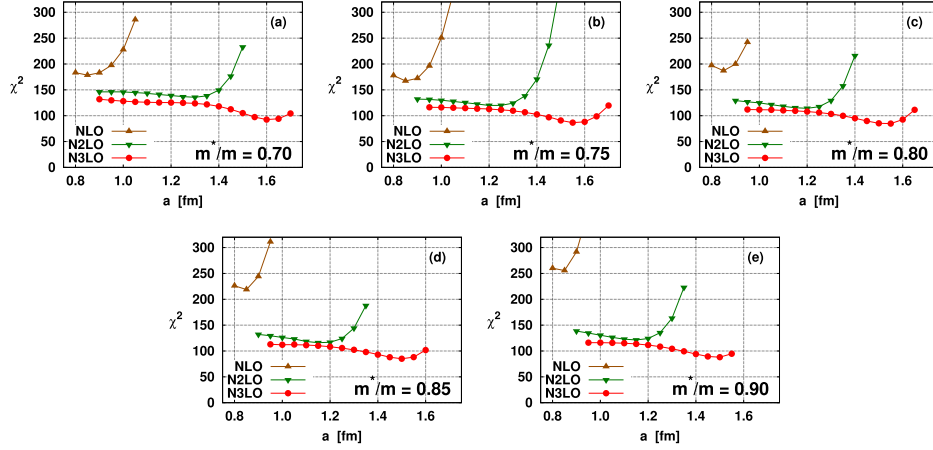 300
250
200
150
100
50
0
χ²
(a)
NLO
N2LO
N3LO
m*/m = 0.70
0.8 1.0 1.2 1.4 1.6
a [fm]
300
250
200
150
100
50
0
χ²
(b)
NLO
N2LO
N3LO
m*/m = 0.75
0.8 1.0 1.2 1.4 1.6
a [fm]
300
250
200
150
100
50
0
χ²
(c)
NLO
N2LO
N3LO
m*/m = 0.80
0.8 1.0 1.2 1.4 1.6
a [fm]
300
250
200
150
100
50
0
χ²
(d)
NLO
N2LO
N3LO
m*/m = 0.85
0.8 1.0 1.2 1.4 1.6
a [fm]
300
250
200
150
100
50
0
χ²
(e)
NLO
N2LO
N3LO
m*/m = 0.90
0.8 1.0 1.2 1.4 1.6
a [fm]